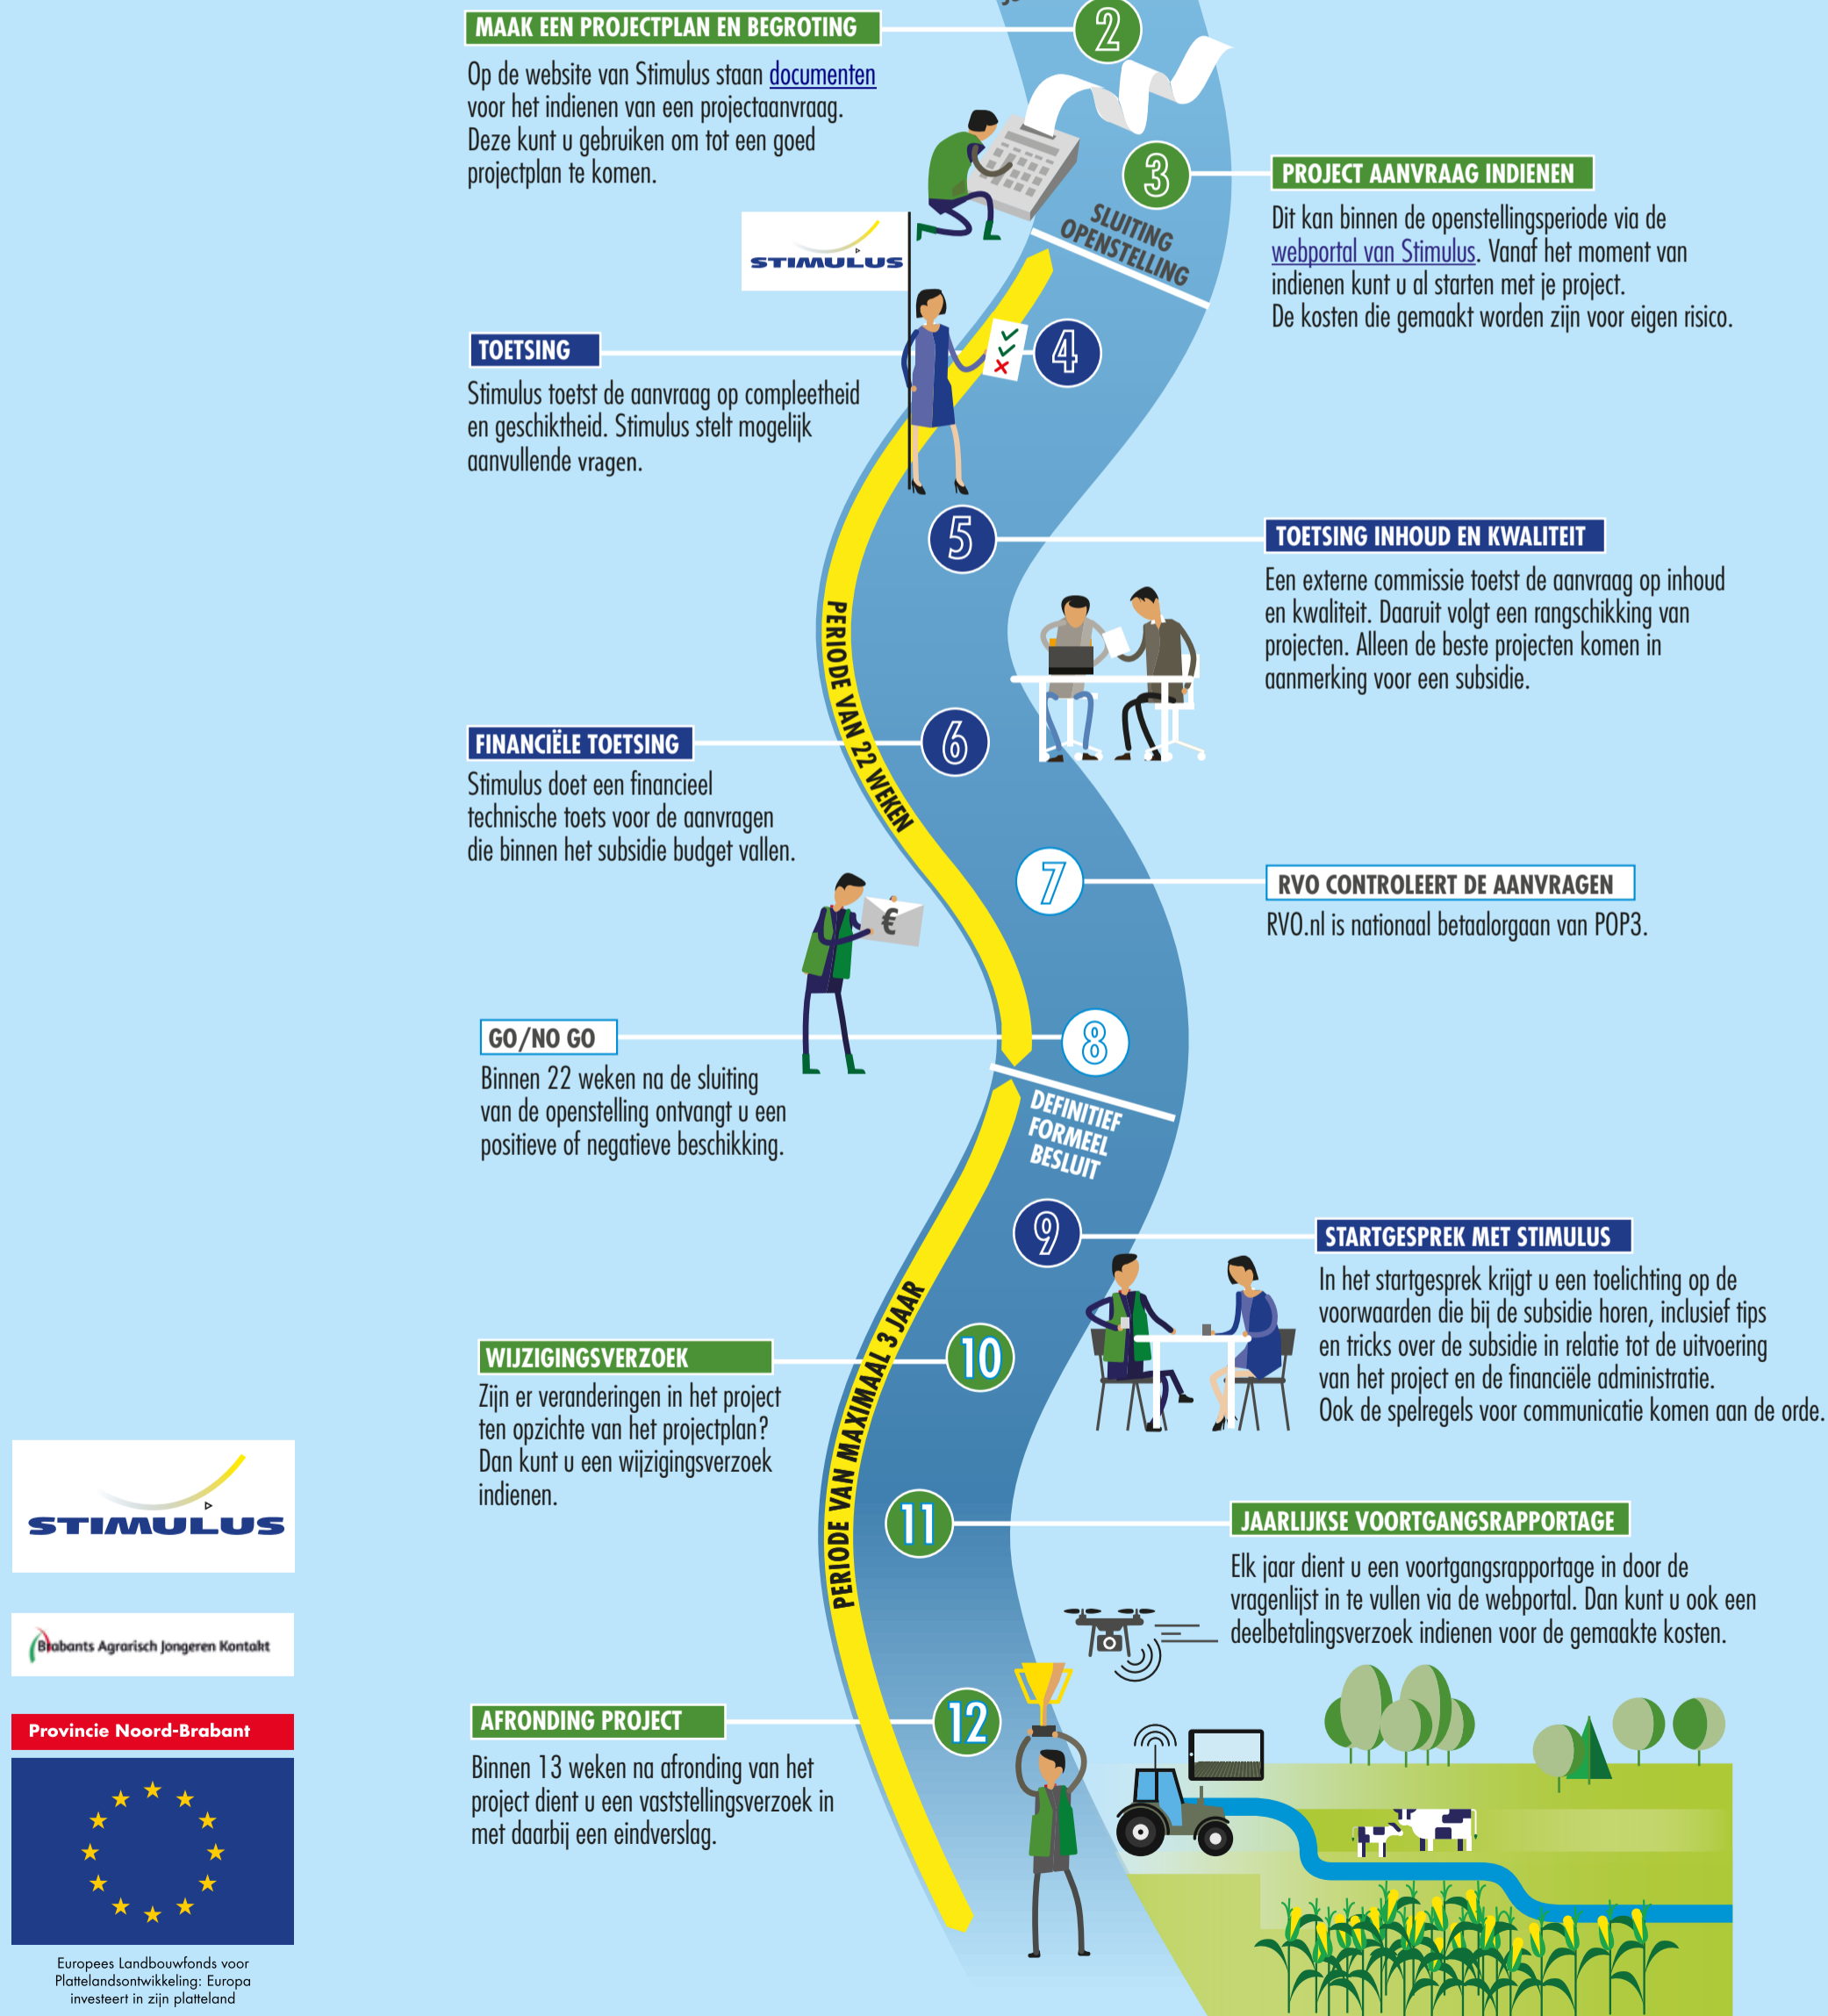 MAAK EEN PROJECTPLAN EN BEGROTING
2
Op de website van Stimulus staan documenten
voor het indienen van een projectaanvraag.
Deze kunt u gebruiken om tot een goed
projectplan te komen.
3
PROJECT AANVRAAG INDIENEN
Dit kan binnen de openstellingsperiode via de
webportal van Stimulus. Vanaf het moment van
indienen kunt u al starten met je project.
De kosten die gemaakt worden zijn voor eigen risico.
SLUITING
OPENSTELLING
STIMULUS
TOETSING
4
Stimulus toetst de aanvraag op compleetheid
en geschiktheid. Stimulus stelt mogelijk
aanvullende vragen.
5
TOETSING INHOUD EN KWALITEIT
Een externe commissie toetst de aanvraag op inhoud
en kwaliteit. Daaruit volgt een rangschikking van
projecten. Alleen de beste projecten komen in
aanmerking voor een subsidie.
PERIODE VAN 22 WEKEN
FINANCIËLE TOETSING
6
Stimulus doet een financieel
technische toets voor de aanvragen
die binnen het subsidie budget vallen.
7
RVO CONTROLEERT DE AANVRAGEN
RVO.nl is nationaal betaalorgaan van POP3.
€
GO/NO GO
8
Binnen 22 weken na de sluiting
van de openstelling ontvangt u een
positieve of negatieve beschikking.
DEFINITIEF
FORMEEL
BESLUIT
9
STARTGESPREK MET STIMULUS
In het startgesprek krijgt u een toelichting op de
voorwaarden die bij de subsidie horen, inclusief tips
en tricks over de subsidie in relatie tot de uitvoering
van het project en de financiële administratie.
Ook de spelregels voor communicatie komen aan de orde.
PERIODE VAN MAXIMAAL 3 JAAR
WIJZIGINGSVERZOEK
10
Zijn er veranderingen in het project
ten opzichte van het projectplan?
Dan kunt u een wijzigingsverzoek
indienen.
11
JAARLIJKSE VOORTGANGSRAPPORTAGE
Elk jaar dient u een voortgangsrapportage in door de
vragenlijst in te vullen via de webportal. Dan kunt u ook een
deelbetalingsverzoek indienen voor de gemaakte kosten.
AFRONDING PROJECT
12
Binnen 13 weken na afronding van het
project dient u een vaststellingsverzoek in
met daarbij een eindverslag.
STIMULUS
Brabants Agrarisch Jongeren Kontakt
Provincie Noord-Brabant
Europees Landbouwfonds voor
Plattelandsontwikkeling: Europa
investeert in zijn platteland